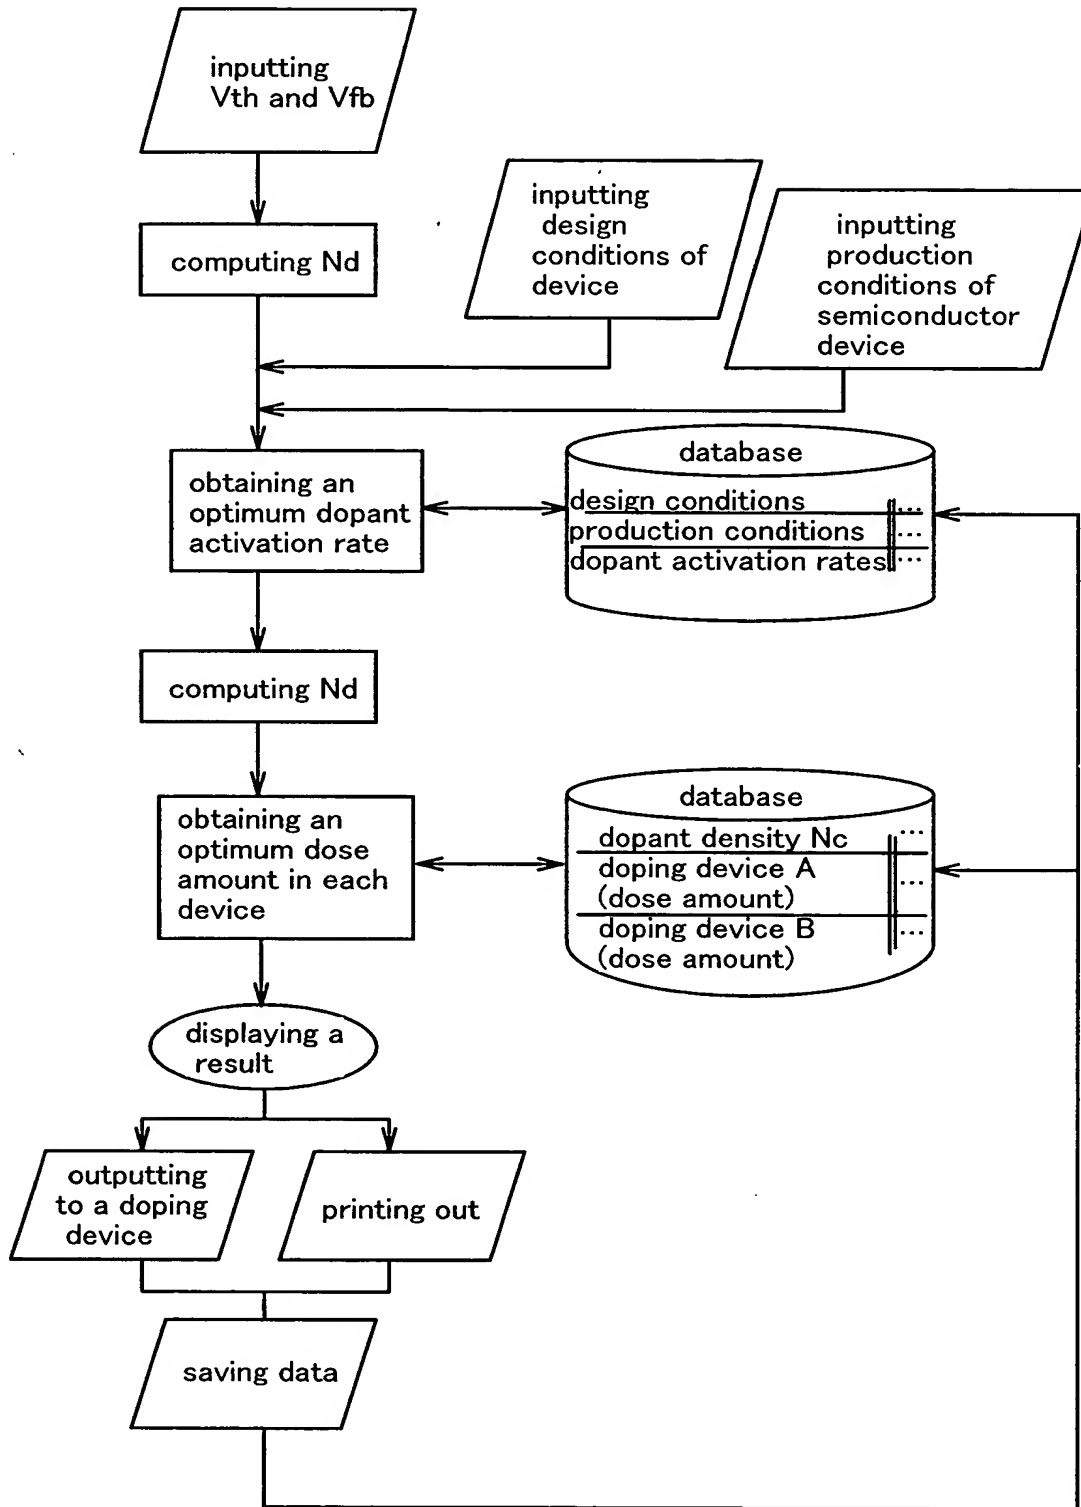 inputting
Vth and Vfb
computing Nd
inputting
design
conditions of
device
inputting
production
conditions of
semiconductor
device
obtaining an
optimum dopant
activation rate
database
design conditions ...
production conditions ...
dopant activation rates ...
computing Nd
obtaining an
optimum dose
amount in each
device
database
dopant density Nc ...
doping device A ...
(dose amount)
doping device B ...
(dose amount)
displaying a
result
outputting
to a doping
device
printing out
saving data